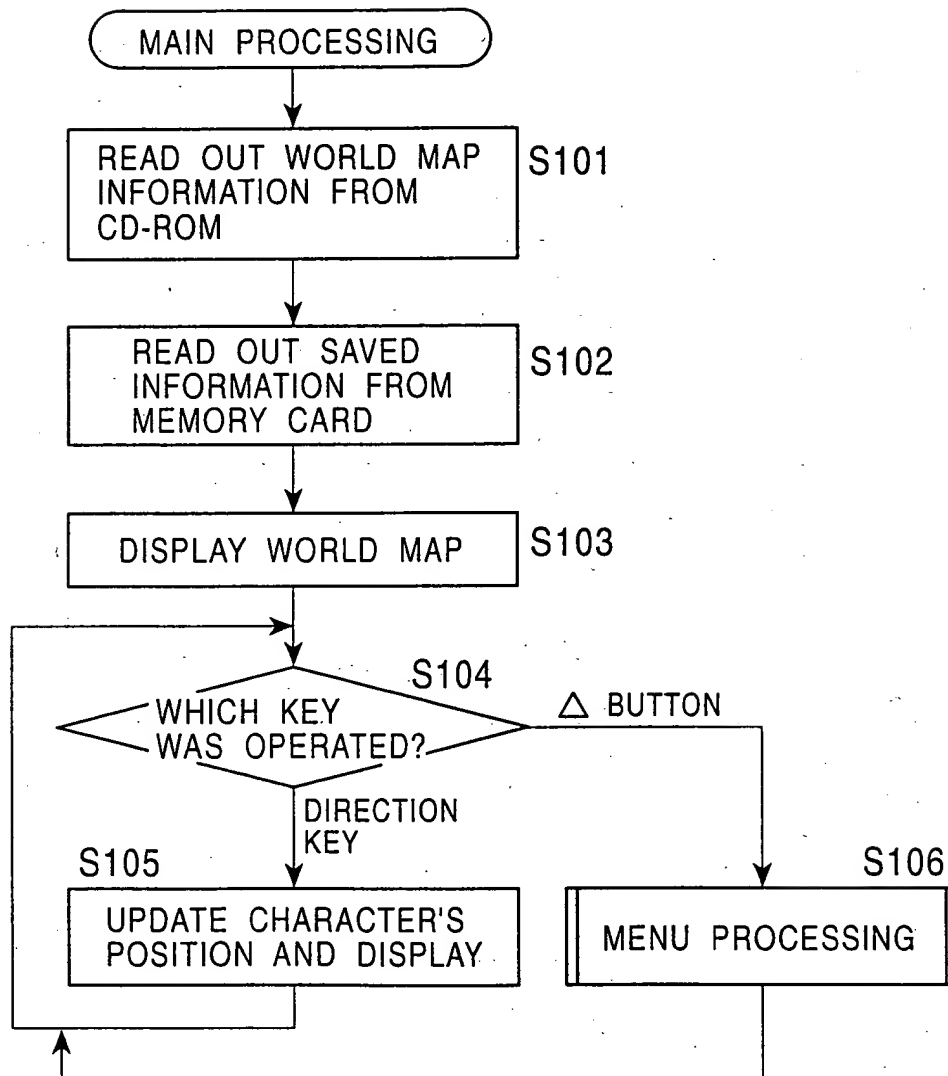 MAIN PROCESSING
READ OUT WORLD MAP
INFORMATION FROM
CD-ROM
S101
READ OUT SAVED
INFORMATION FROM
MEMORY CARD
S102
DISPLAY WORLD MAP
S103
S104
WHICH KEY
WAS OPERATED?
△ BUTTON
DIRECTION
KEY
S105
UPDATE CHARACTER'S
POSITION AND DISPLAY
S106
MENU PROCESSING